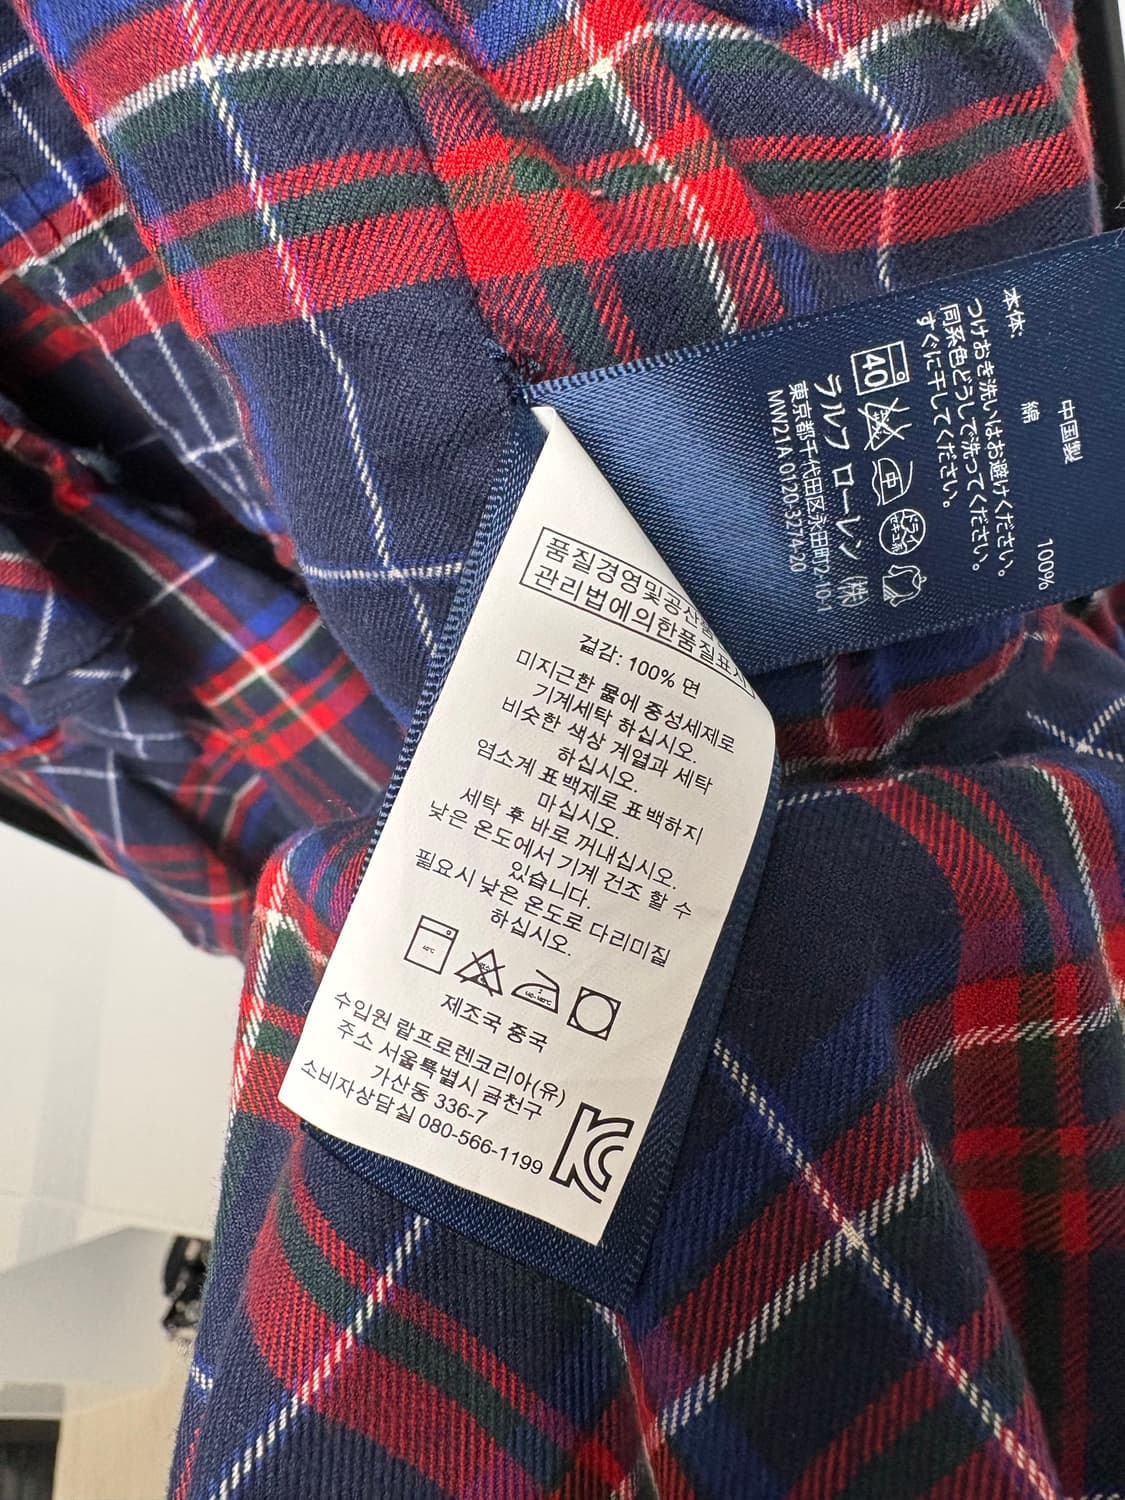 中国製
本体:
綿 100%
つけおき洗いはお避けください。
同系色どうしで洗ってください。
すぐに干してください。
40
ラルフ ローレン (株)
東京都千代田区永田町2-10-1
MW21A 0120-3274-20
품질경영및공산품
관리법에의한품질표시
겉감: 100% 면
미지근한 물에 중성세제로
기계세탁 하십시오.
비슷한 색상 계열과 세탁
하십시오.
염소계 표백제로 표백하지
마십시오.
세탁 후 바로 꺼내십시오.
낮은 온도에서 기계 건조 할 수
있습니다.
필요시 낮은 온도로 다리미질
하십시오.
제조국 중국
수입원 랄프로렌코리아(유)
주소 서울특별시 금천구
가산동 336-7
소비자상담실 080-566-1199
KC